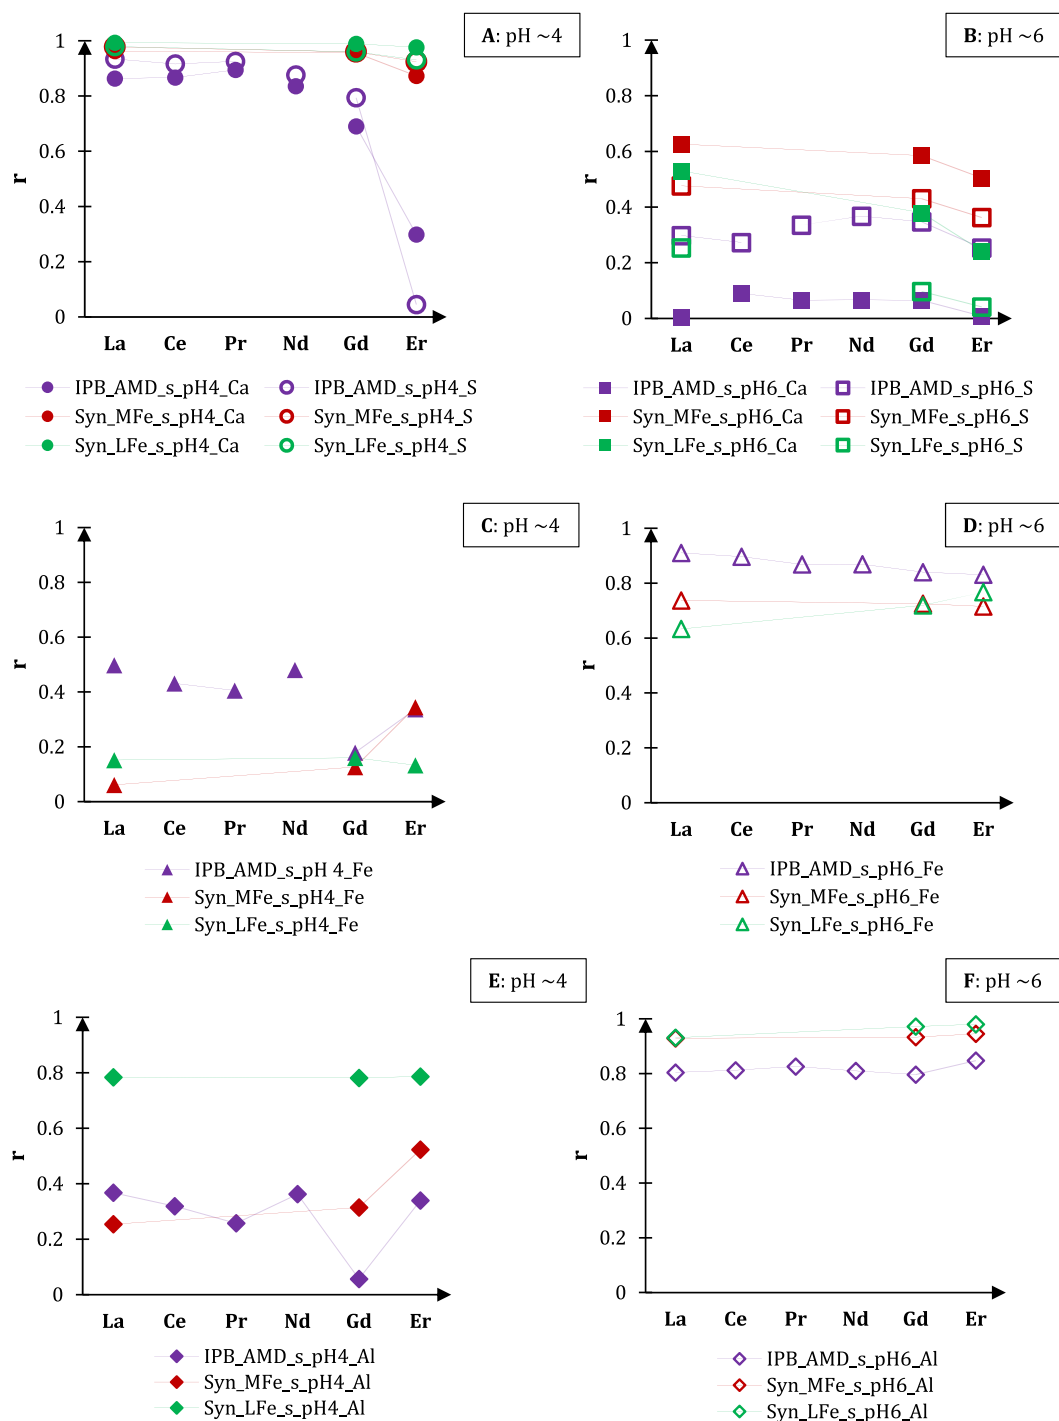 A: pH ~4
1
0.8
0.6
0.4
0.2
0
r
La Ce Pr Nd Gd Er
IPB_AMD_s_pH4_Ca IPB_AMD_s_pH4_S
Syn_MFe_s_pH4_Ca Syn_MFe_s_pH4_S
Syn_LFe_s_pH4_Ca Syn_LFe_s_pH4_S
B: pH ~6
1
0.8
0.6
0.4
0.2
0
r
La Ce Pr Nd Gd Er
IPB_AMD_s_pH6_Ca IPB_AMD_s_pH6_S
Syn_MFe_s_pH6_Ca Syn_MFe_s_pH6_S
Syn_LFe_s_pH6_Ca Syn_LFe_s_pH6_S
C: pH ~4
1
0.8
0.6
0.4
0.2
0
r
La Ce Pr Nd Gd Er
IPB_AMD_s_pH 4_Fe
Syn_MFe_s_pH4_Fe
Syn_LFe_s_pH4_Fe
D: pH ~6
1
0.8
0.6
0.4
0.2
0
r
La Ce Pr Nd Gd Er
IPB_AMD_s_pH6_Fe
Syn_MFe_s_pH6_Fe
Syn_LFe_s_pH6_Fe
E: pH ~4
1
0.8
0.6
0.4
0.2
0
r
La Ce Pr Nd Gd Er
IPB_AMD_s_pH4_Al
Syn_MFe_s_pH4_Al
Syn_LFe_s_pH4_Al
F: pH ~6
1
0.8
0.6
0.4
0.2
0
r
La Ce Pr Nd Gd Er
IPB_AMD_s_pH6_Al
Syn_MFe_s_pH6_Al
Syn_LFe_s_pH6_Al